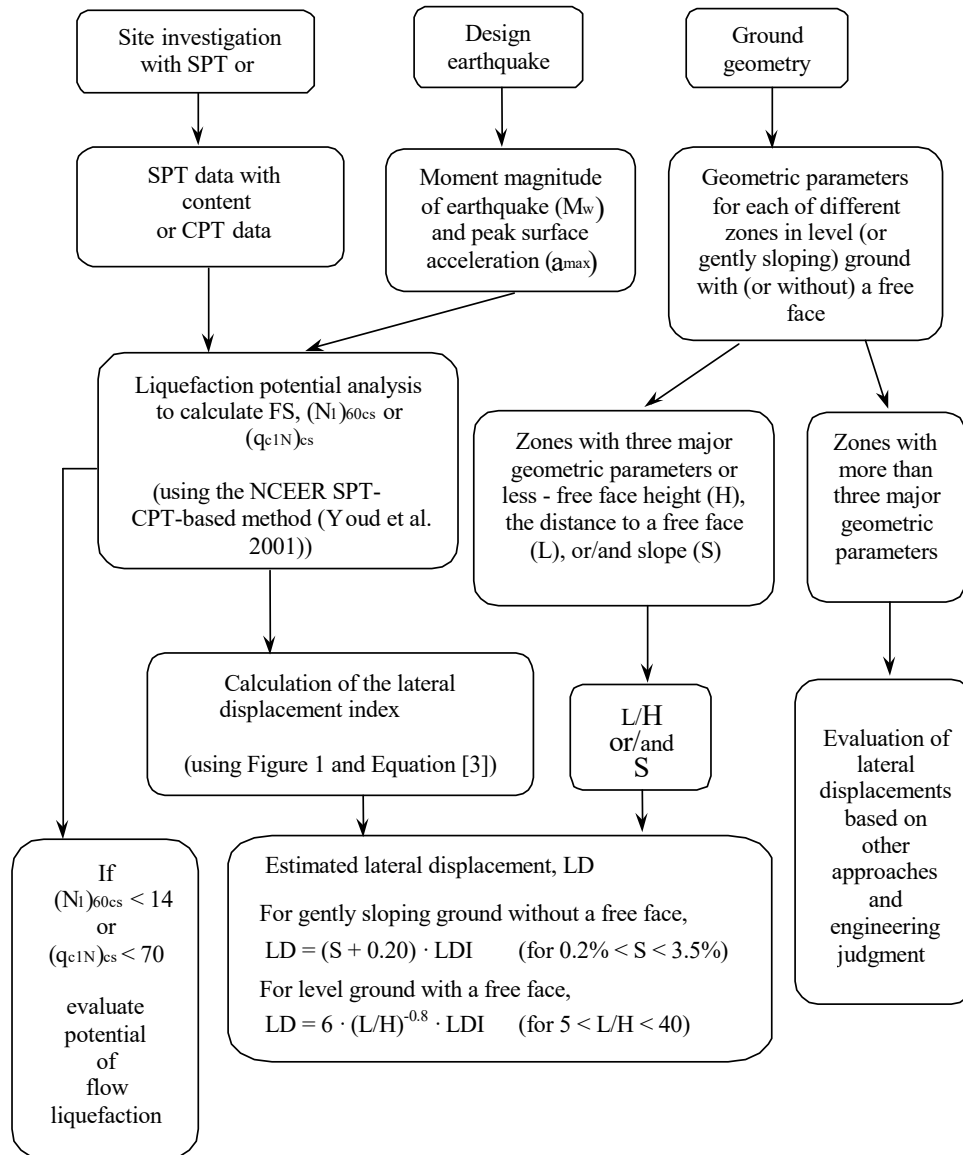 Site investigation
with SPT or
Design
earthquake
Ground
geometry
SPT data with
content
or CPT data
Moment magnitude
of earthquake (Mw)
and peak surface
acceleration (amax)
Geometric parameters
for each of different
zones in level (or
gently sloping) ground
with (or without) a free
face
Liquefaction potential analysis
to calculate FS, (N1)60cs or
(qc1N)cs
(using the NCEER SPT-
CPT-based method (Youd et al.
2001))
Zones with three major
geometric parameters or
less - free face height (H),
the distance to a free face
(L), or/and slope (S)
Zones with
more than
three major
geometric
parameters
Calculation of the lateral
displacement index
(using Figure 1 and Equation [3])
L/H
or/and
S
Evaluation of
lateral
displacements
based on
other
approaches
and
engineering
judgment
If
(N1)60cs < 14
or
(qc1N)cs < 70
evaluate
potential
of
flow
liquefaction
Estimated lateral displacement, LD
For gently sloping ground without a free face,
LD = (S + 0.20) · LDI (for 0.2% < S < 3.5%)
For level ground with a free face,
LD = 6 · (L/H)^-0.8 · LDI (for 5 < L/H < 40)